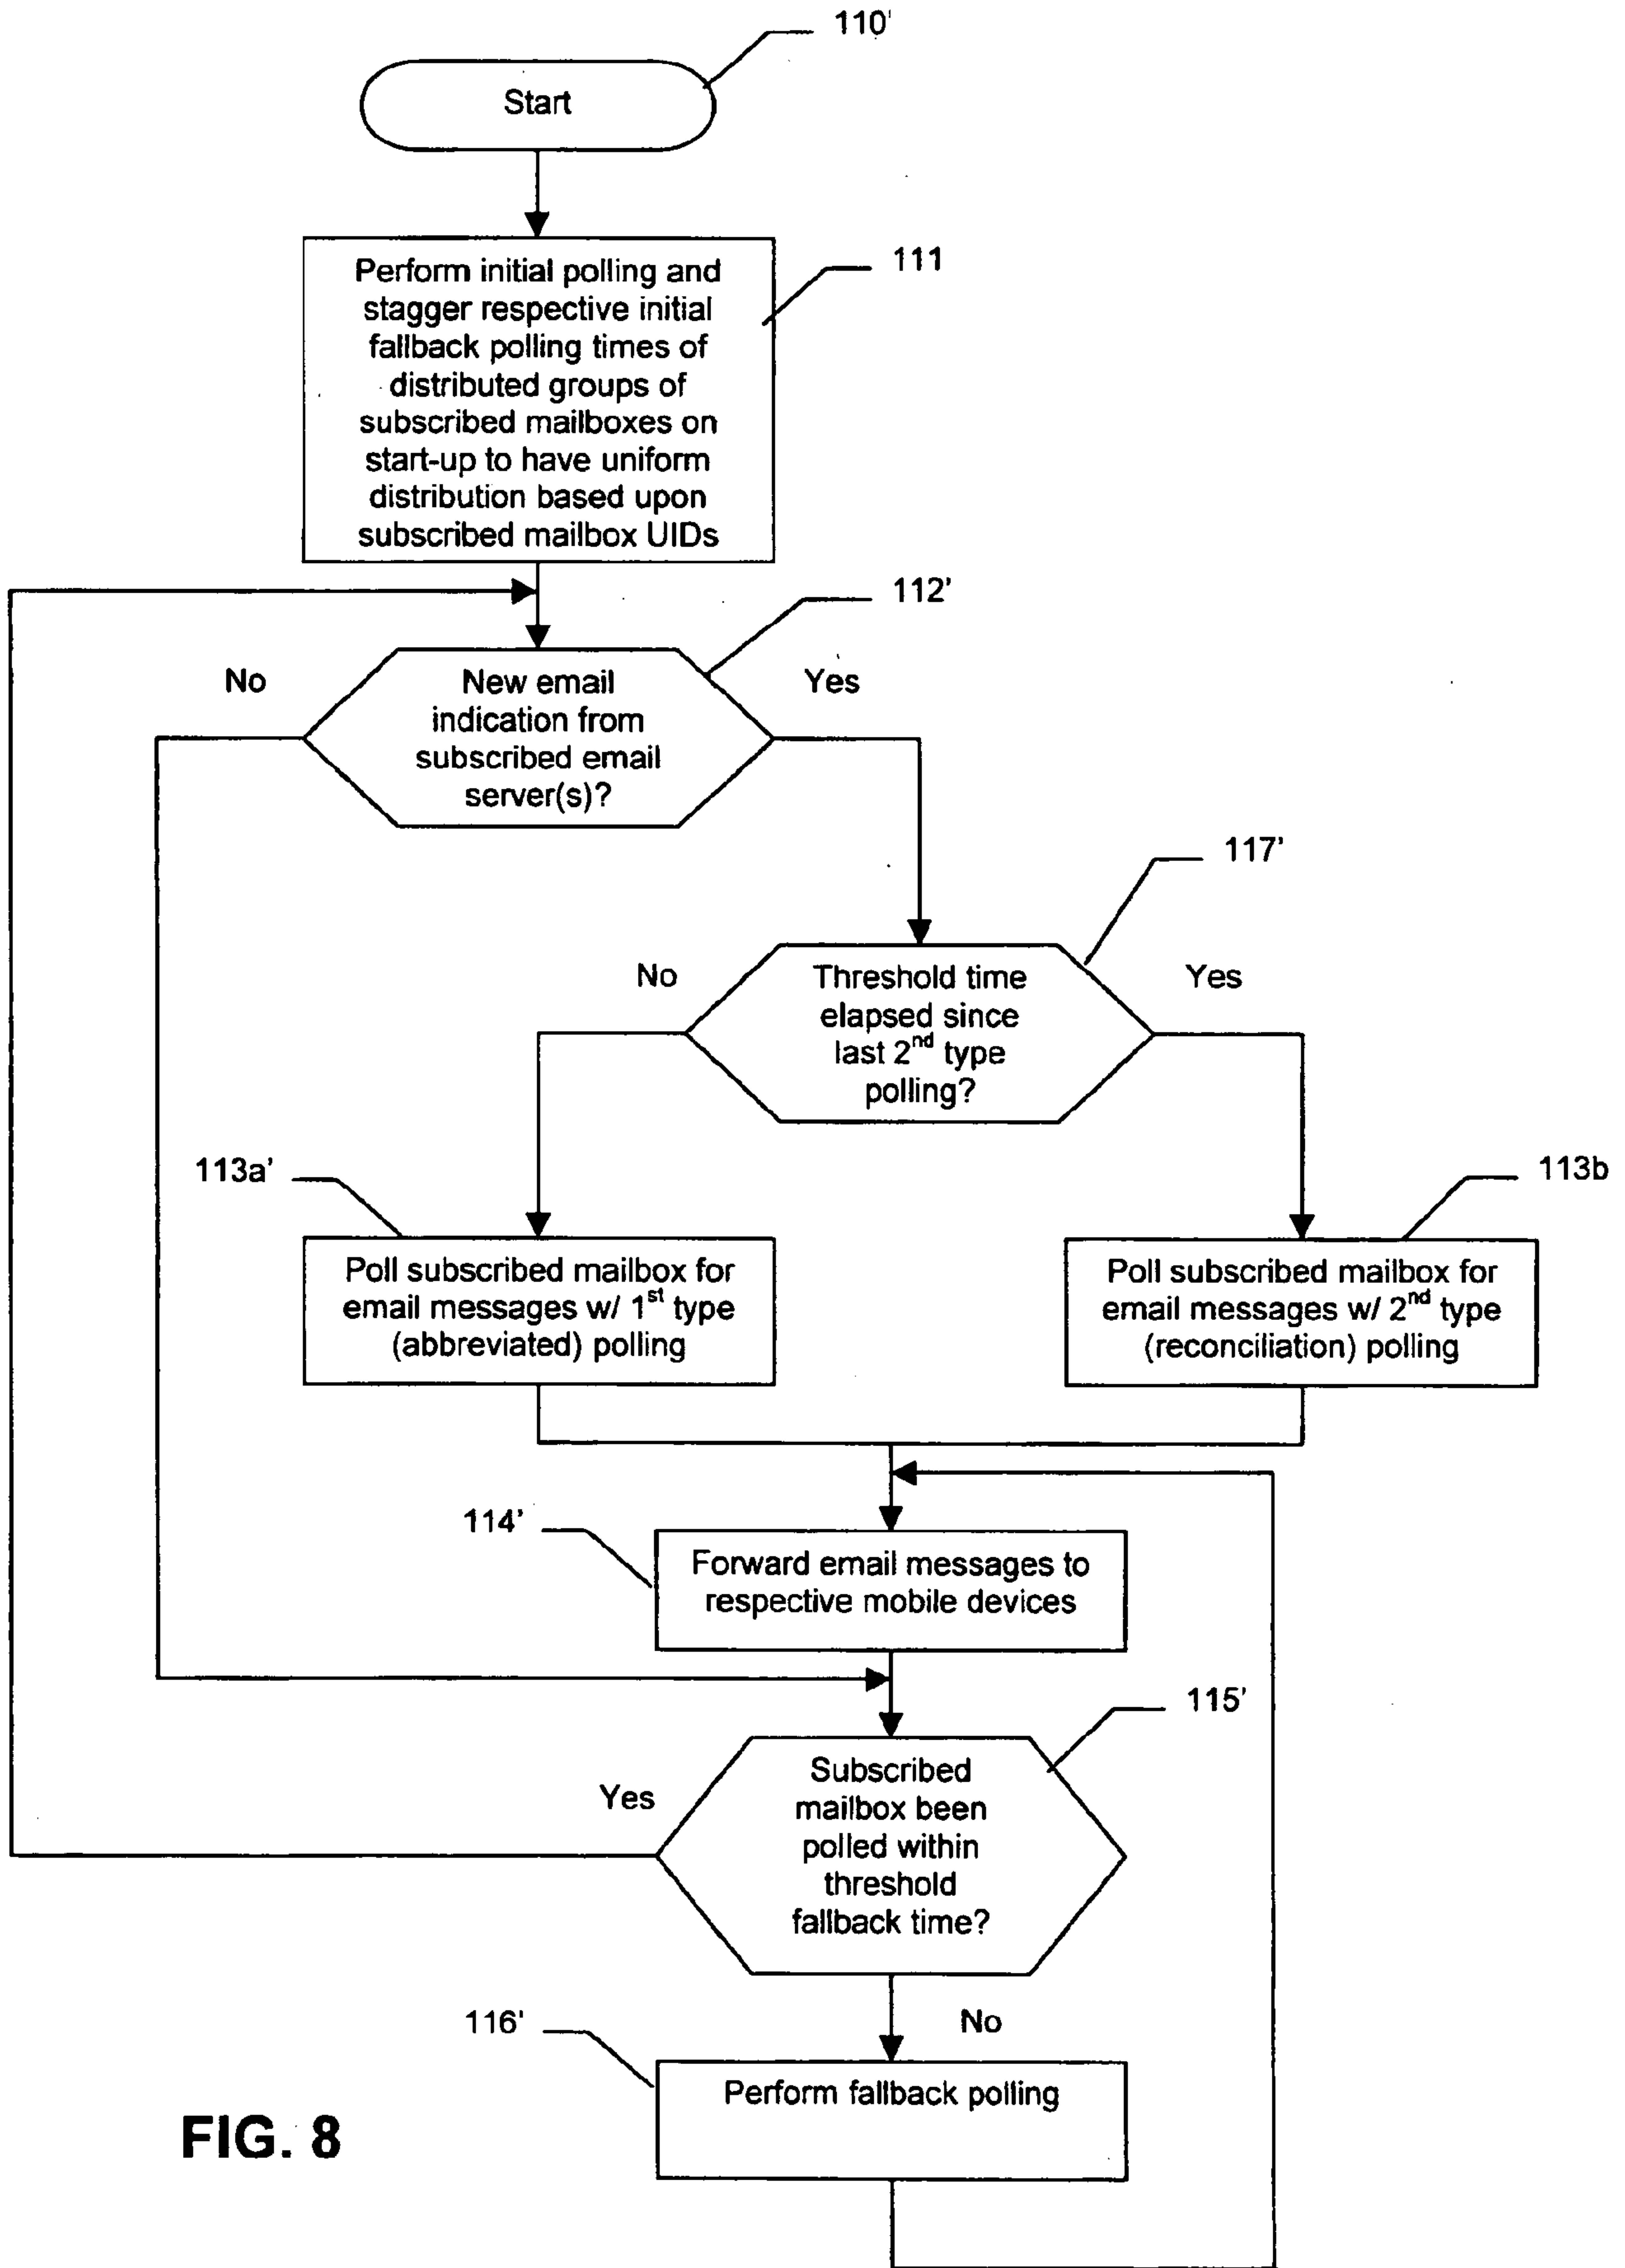 110'
Start
111
Perform initial polling and
stagger respective initial
fallback polling times of
distributed groups of
subscribed mailboxes on
start-up to have uniform
distribution based upon
subscribed mailbox UIDs
112'
No
New email
indication from
subscribed email
server(s)?
Yes
117'
No
Threshold time
elapsed since
last 2nd type
polling?
Yes
113a'
113b
Poll subscribed mailbox for
email messages w/ 1st type
(abbreviated) polling
Poll subscribed mailbox for
email messages w/ 2nd type
(reconciliation) polling
114'
Forward email messages to
respective mobile devices
115'
Yes
Subscribed
mailbox been
polled within
threshold
fallback time?
116'
No
Perform fallback polling
FIG. 8